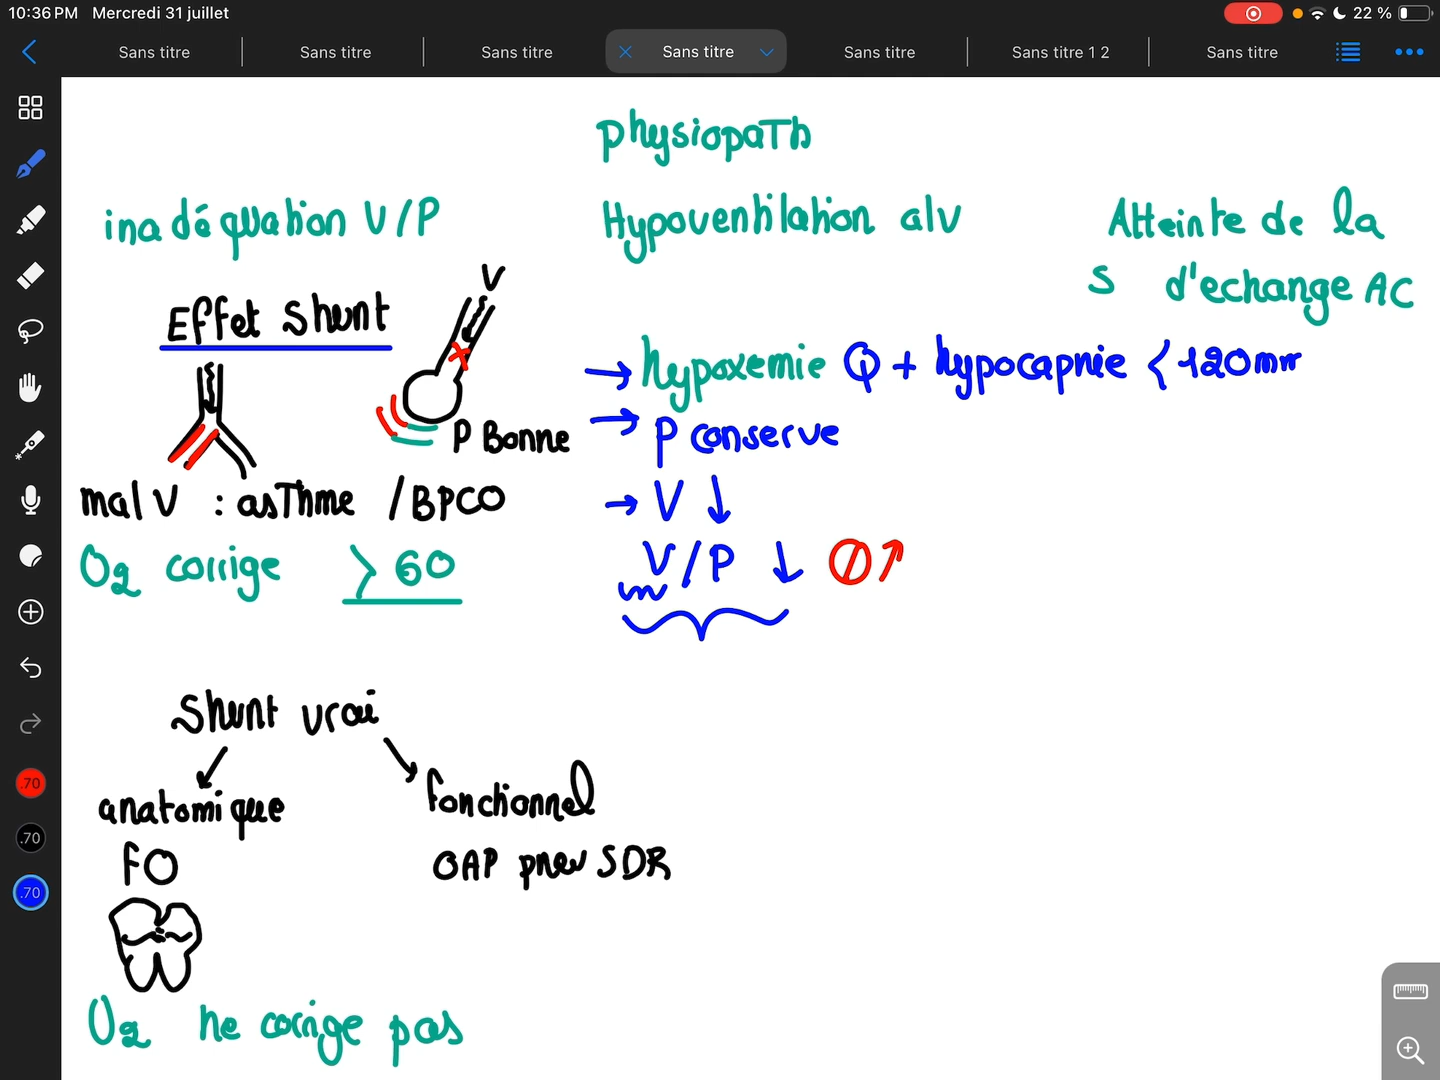 10:36 PM Mercredi 31 juillet
22 %
Sans titre
Sans titre
Sans titre
Sans titre
Sans titre
Sans titre 1 2
Sans titre
physiopath
inadéquation V/P
Hypoventilation alv
Atteinte de la
S d'echange AC
Effet Shunt
V
P Bonne
mal V : asthme / BPCO
O2 corrige > 60
→ hypoxemie Q + hypocapnie < 120mm
→ P conserve
→ V ↓
V/P ↓ ↗
Shunt vrai
anatomique
fonctionnel
FO
OAP pneu SDR
O2 ne corrige pas
.70
.70
.70